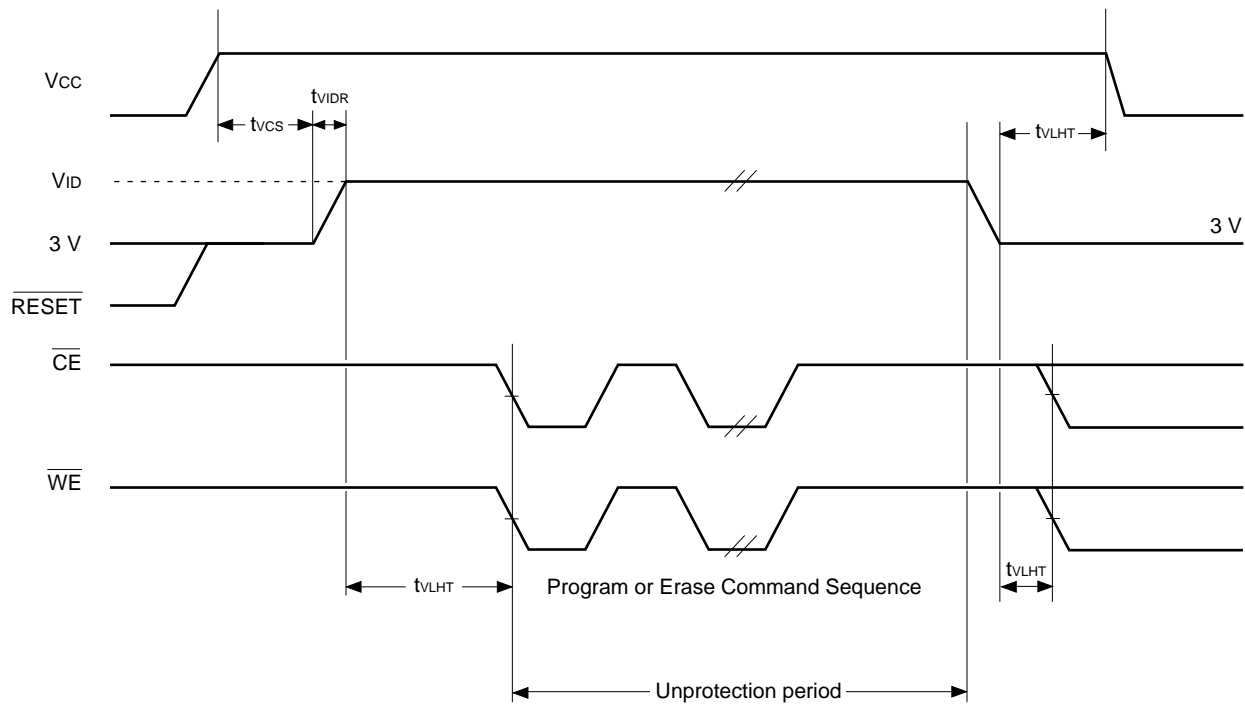 VCC
tVIDR
tVCS
tVLHT
VID
3 V
3 V
RESET
CE
WE
tVLHT
Program or Erase Command Sequence
tVLHT
Unprotection period